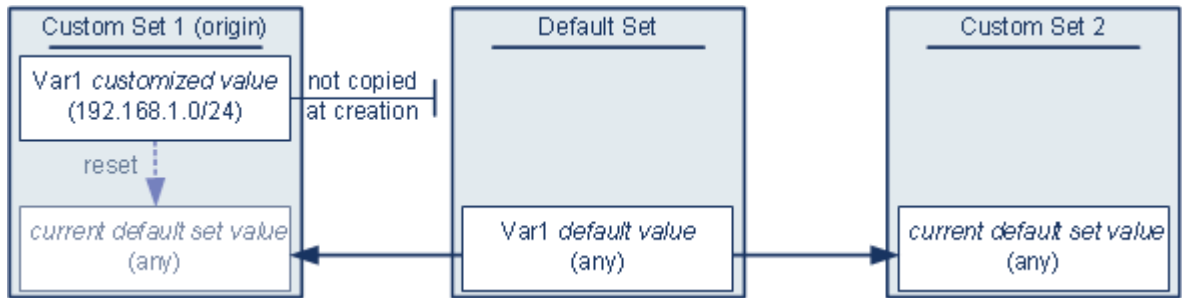 Custom Set 1 (origin)
Var1 customized value
(192.168.1.0/24)
reset
current default set value
(any)
not copied
at creation
Default Set
Var1 default value
(any)
Custom Set 2
current default set value
(any)